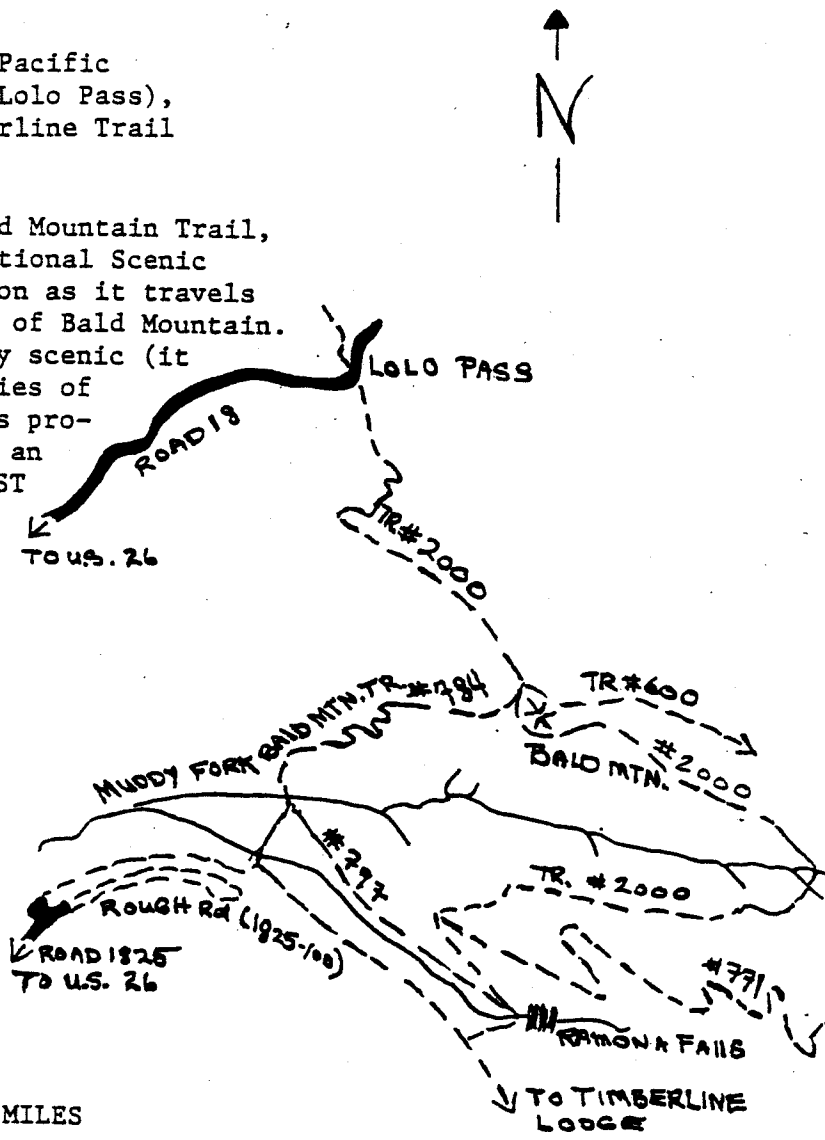 Pacific
Lolo Pass),
rline Trail
N
d Mountain Trail,
tional Scenic
on as it travels
of Bald Mountain.
y scenic (it
ies of
s pro-
an
ST
LOLO PASS
ROAD 18
TO U.S. 26
TR #2000
MUDDY FORK
BALD MTN. TR #784
TR #600
BALD MTN.
#2000
#797
TR. #2000
ROUGH Rd (1825-100)
ROAD 1825
TO U.S. 26
#771
RAMONA FAllS
TO TIMBERLINE
LODGE
MILES